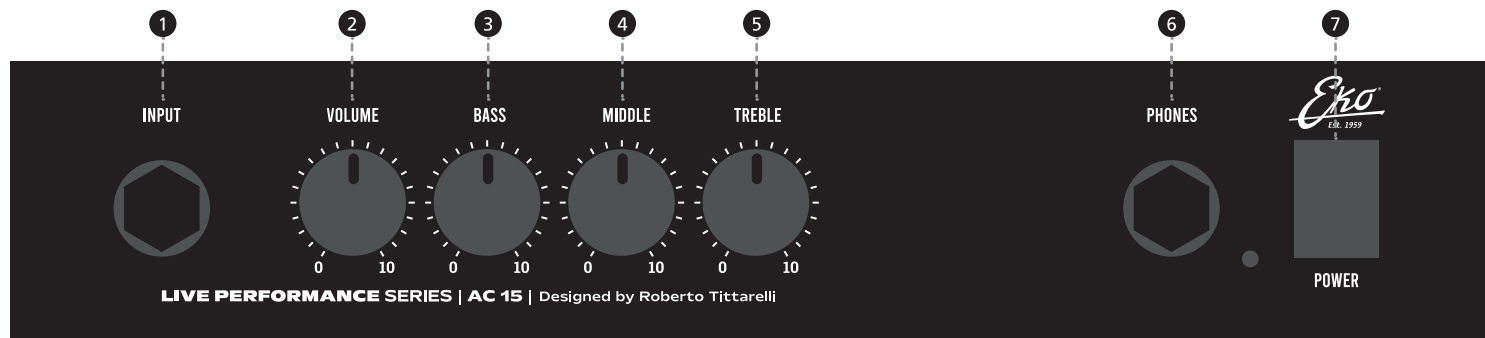 1 2 3 4 5 6 7
INPUT VOLUME BASS MIDDLE TREBLE PHONES Eko
Est. 1959
0 10 0 10 0 10 0 10
POWER
LIVE PERFORMANCE SERIES | AC 15 | Designed by Roberto Tittarelli